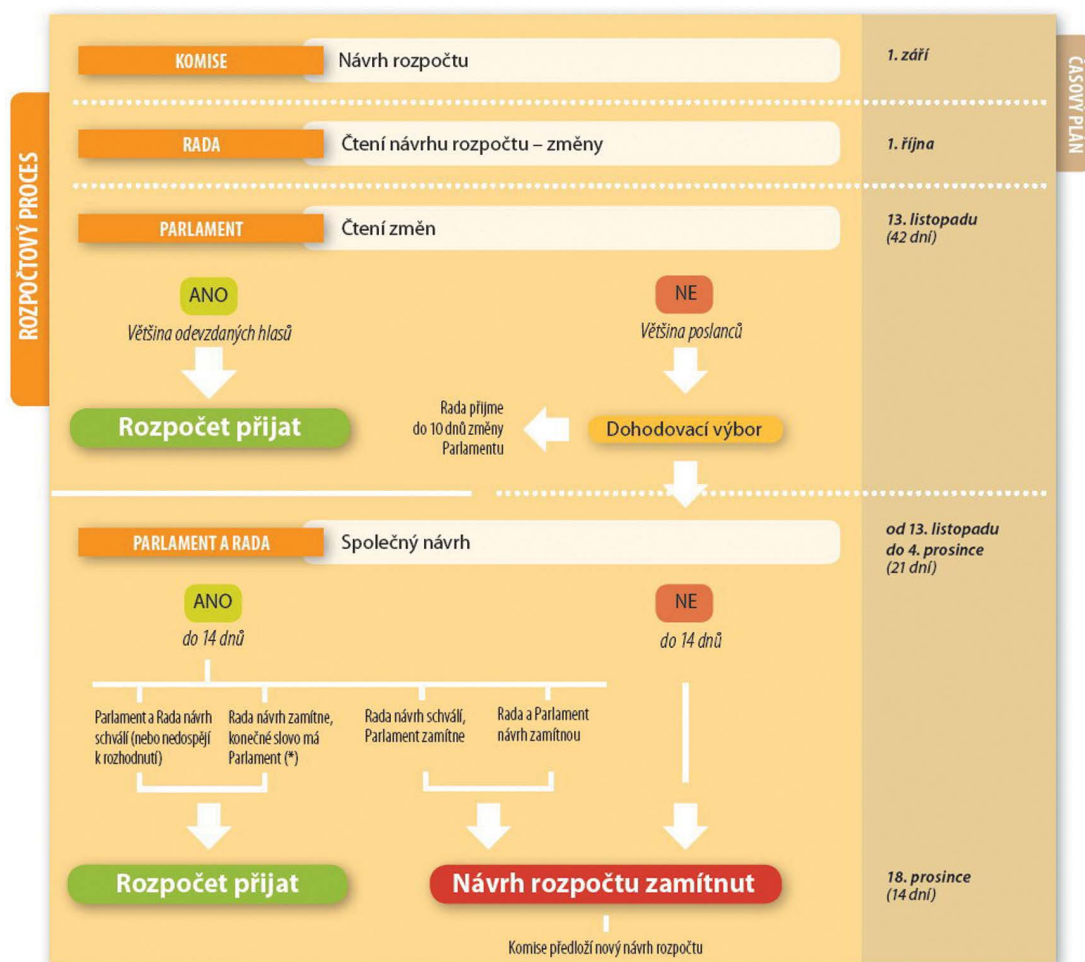 ROZPOČTOVÝ PROCES
ČASOVÝ PLÁN
KOMISE
Návrh rozpočtu
1. září
RADA
Čtení návrhu rozpočtu – změny
1. října
PARLAMENT
Čtení změn
13. listopadu
(42 dní)
ANO
Většina odevzdaných hlasů
NE
Většina poslanců
Rozpočet přijat
Rada přijme
do 10 dnů změny
Parlamentu
Dohodovací výbor
PARLAMENT A RADA
Společný návrh
od 13. listopadu
do 4. prosince
(21 dní)
ANO
do 14 dnů
NE
do 14 dnů
Parlament a Rada návrh
schválí (nebo nedospějí
k rozhodnutí)
Rada návrh zamítne,
konečné slovo má
Parlament (*)
Rada návrh schválí,
Parlament zamítne
Rada a Parlament
návrh zamítnou
Rozpočet přijat
Návrh rozpočtu zamítnut
18. prosince
(14 dní)
Komise předloží nový návrh rozpočtu